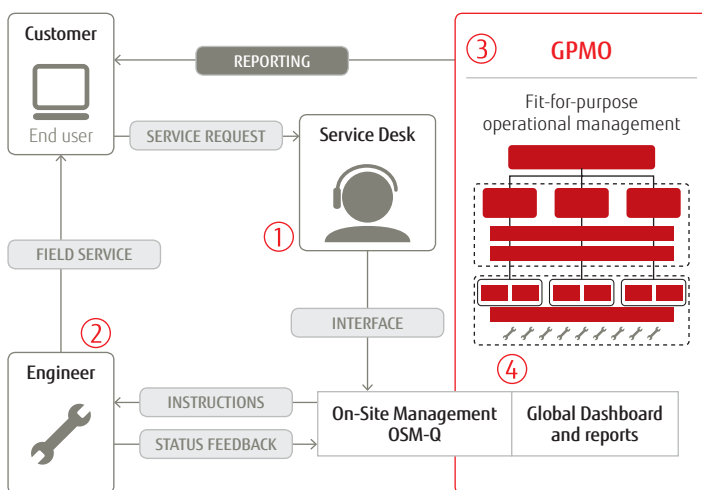 Customer
End user
REPORTING
③
GPMO
Fit-for-purpose
operational management
SERVICE REQUEST
Service Desk
①
FIELD SERVICE
INTERFACE
②
Engineer
INSTRUCTIONS
STATUS FEEDBACK
④
On-Site Management
OSM-Q
Global Dashboard
and reports